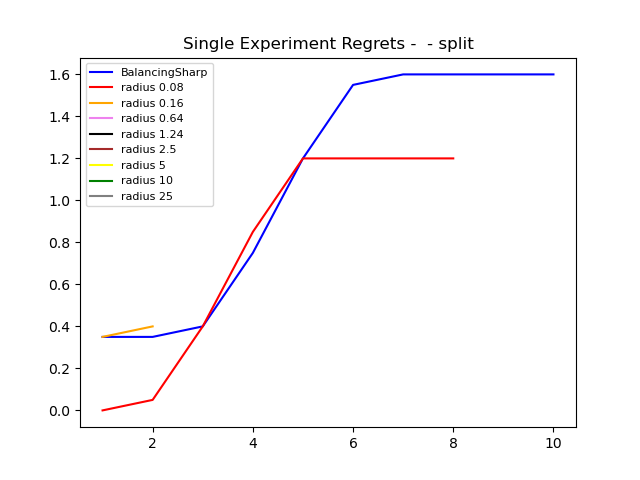 Single Experiment Regrets -  - split
BalancingSharp
radius 0.08
radius 0.16
radius 0.64
radius 1.24
radius 2.5
radius 5
radius 10
radius 25
1.6
1.4
1.2
1.0
0.8
0.6
0.4
0.2
0.0
2 4 6 8 10